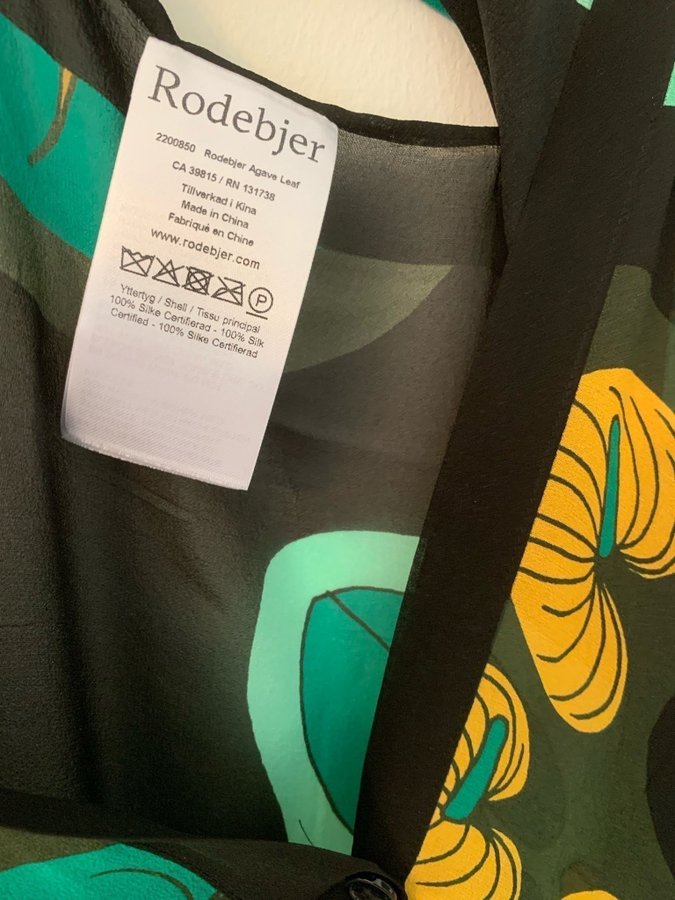 Rodebjer
2200850 Rodebjer Agave Leaf
CA 39815 / RN 131738
Tillverkad i Kina
Made in China
Fabriqué en Chine
www.rodebjer.com
P
Yttertyg / Shell / Tissu principal
100% Silke Certifierad - 100% Silk
Certified - 100% Silke Certifierad